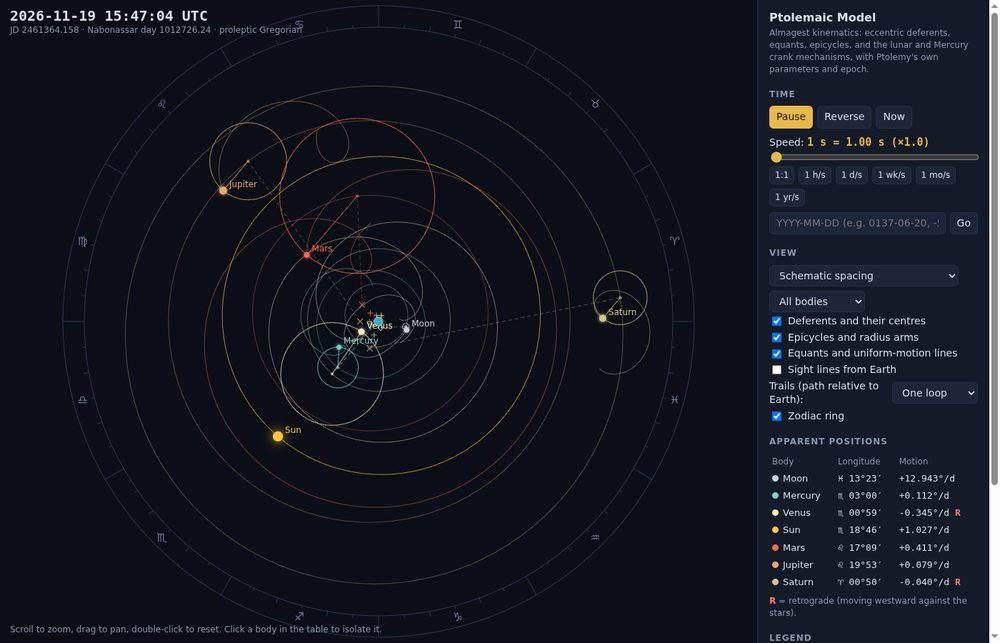 2026-11-19 15:47:04 UTC
JD 2461364.158 · Nabonassar day 1012726.24 · proleptic Gregorian
♋
♊
♌
♉
Jupiter
Mars
♍
♈
Saturn
Venus
Moon
Mercury
♎
♓
Sun
♏
♒
♐
♑
Scroll to zoom, drag to pan, double-click to reset. Click a body in the table to isolate it.
Ptolemaic Model
Almagest kinematics: eccentric deferents,
equants, epicycles, and the lunar and Mercury
crank mechanisms, with Ptolemy's own
parameters and epoch.
TIME
Pause Reverse Now
Speed: 1 s = 1.00 s (×1.0)
1:1 1 h/s 1 d/s 1 wk/s 1 mo/s
1 yr/s
YYYY-MM-DD (e.g. 0137-06-20, -! Go
VIEW
Schematic spacing
All bodies
Deferents and their centres
Epicycles and radius arms
Equants and uniform-motion lines
Sight lines from Earth
Trails (path relative to
Earth): One loop
Zodiac ring
APPARENT POSITIONS
Body Longitude Motion
Moon ♓ 13°23′ +12.943°/d
Mercury ♏ 03°00′ +0.112°/d
Venus ♏ 00°59′ -0.345°/d R
Sun ♏ 18°46′ +1.027°/d
Mars ♌ 17°09′ +0.411°/d
Jupiter ♌ 19°53′ +0.079°/d
Saturn ♈ 00°50′ -0.040°/d R
R = retrograde (moving westward against the
stars).
LEGEND